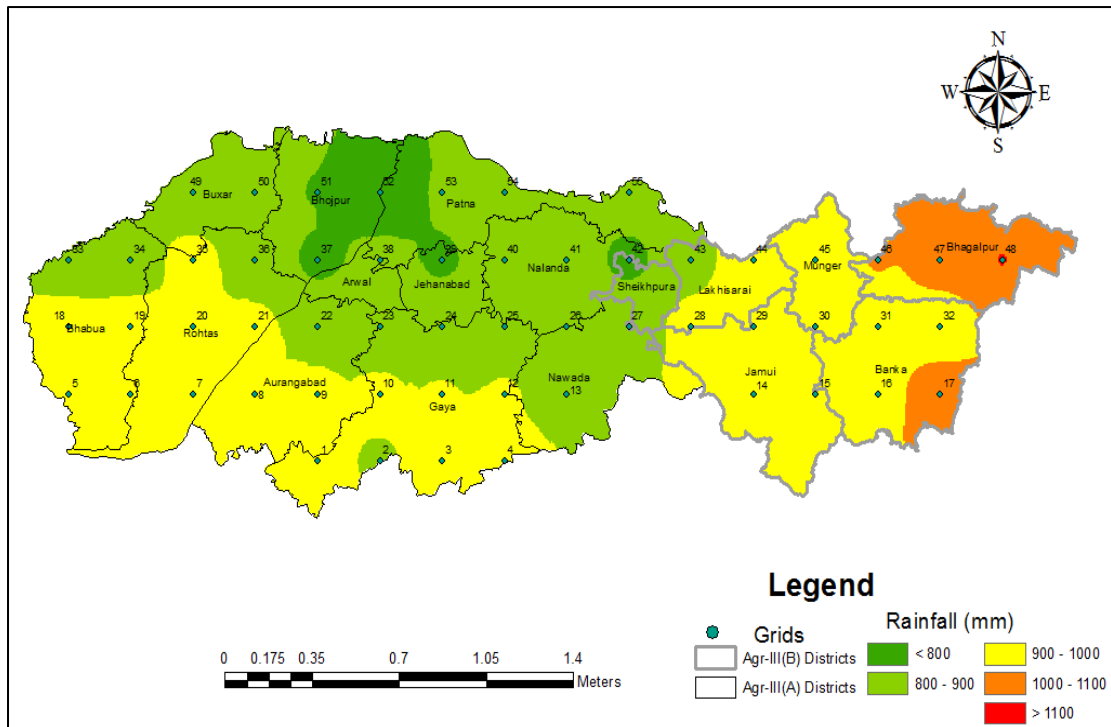 N
W E
S
49 50 51 52 53 54 55
Buxar Bhojpur Patna
33 34 35 36 37 38 39 40 41 42 43 44 45 46 47 48
Bhagalpur
Nalanda Munger
Arwal Jehanabad Sheikhpura Lakhisarai
18 19 20 21 22 23 24 25 26 27 28 29 30 31 32
Bhabua Rohtas
Aurangabad Nawada Jamui Banka
5 6 7 8 9 10 11 12 13 14 15 16 17
Gaya
1 2 3 4
Legend
Grids
Agr-III(B) Districts
Agr-III(A) Districts
Rainfall (mm)
< 800
800 - 900
900 - 1000
1000 - 1100
> 1100
0 0.175 0.35 0.7 1.05 1.4
Meters